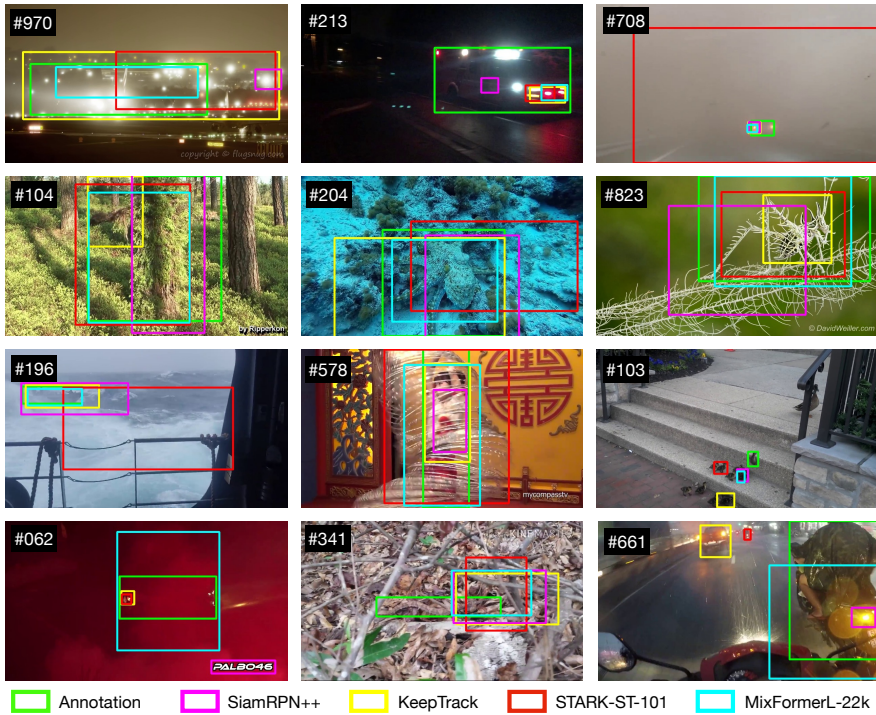 #970
#213
#708
copyright © flugsnug.com
#104
#204
#823
by Ripperkon
© DavidWeiller.com
#196
#578
#103
mycompasstv
#062
#341
#661
PALBO46
Annotation
SiamRPN++
KeepTrack
STARK-ST-101
MixFormerL-22k